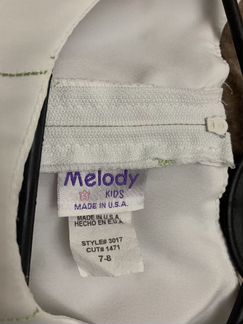 Melody
KIDS
MADE IN U.S.A.
MADE IN U.S.A
HECHO EN E.U.A
STYLE# 3017
CUT# 1471
7-8